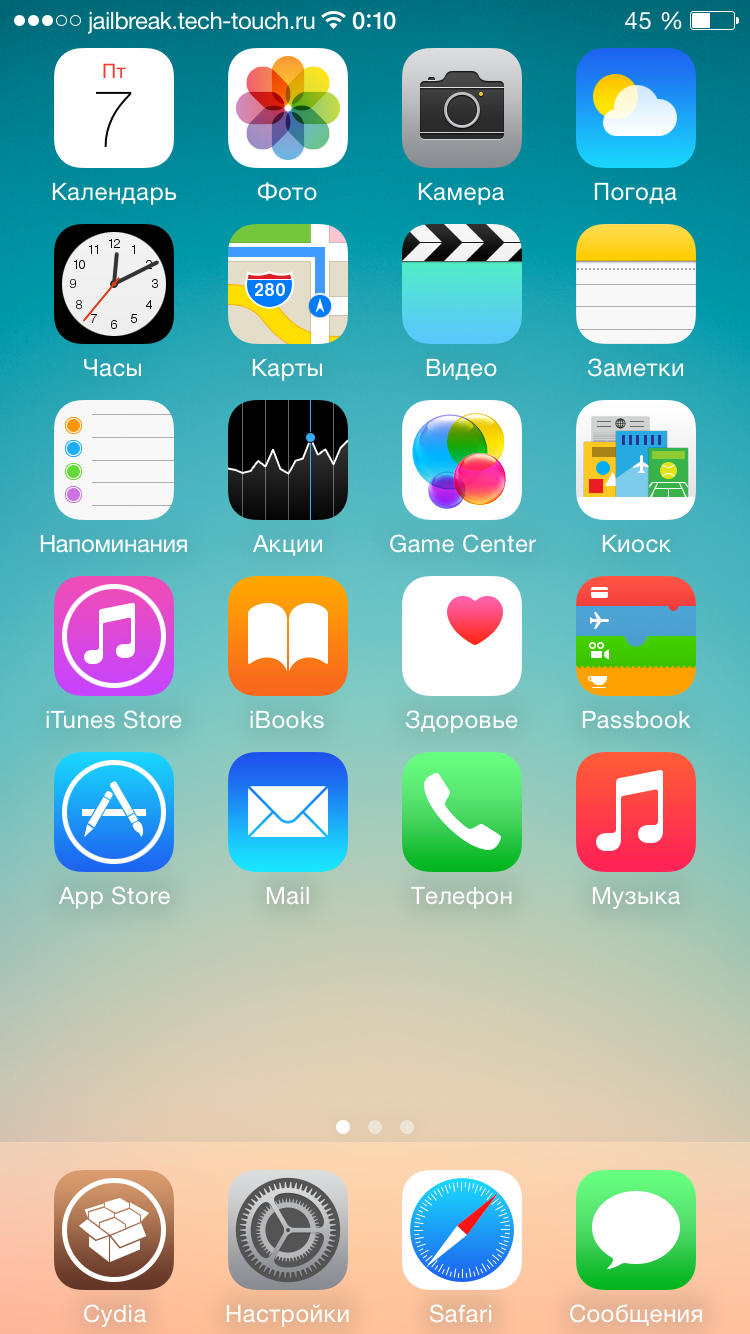 jailbreak.tech-touch.ru 0:10 45 %
Пт
7
Календарь Фото Камера Погода
12
11 1
10 2
9 3
8 4
7 5
6
280
Часы Карты Видео Заметки
Напоминания Акции Game Center Киоск
iTunes Store iBooks Здоровье Passbook
App Store Mail Телефон Музыка
Cydia Настройки Safari Сообщения